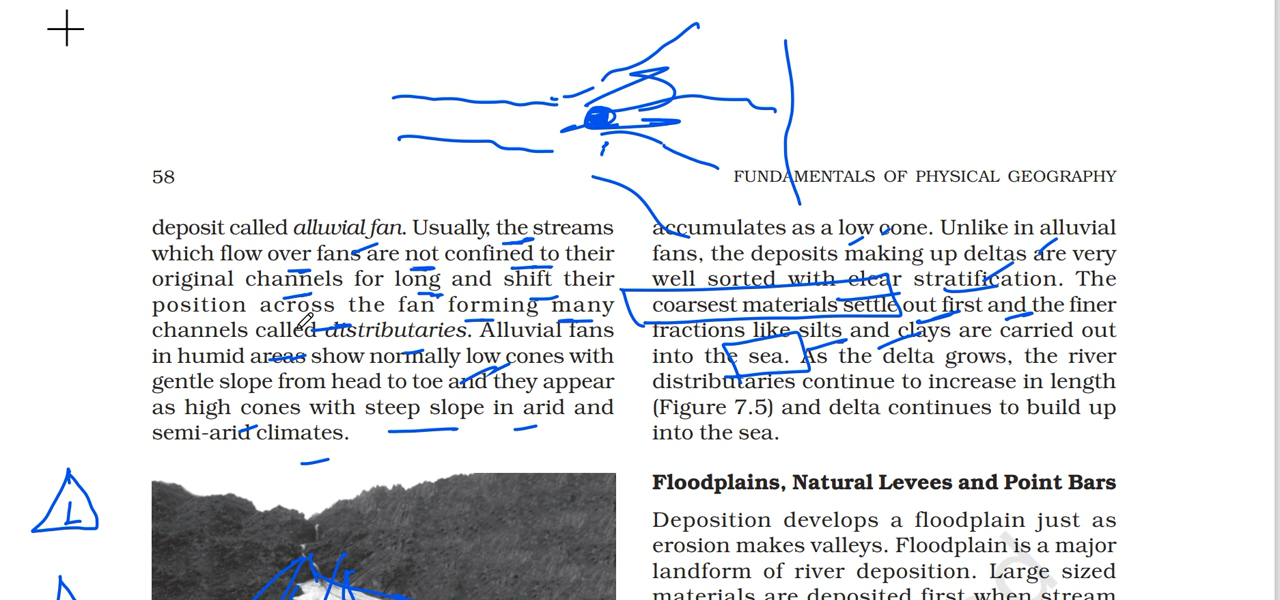 58
FUNDAMENTALS OF PHYSICAL GEOGRAPHY
deposit called alluvial fan. Usually, the streams
which flow over fans are not confined to their
original channels for long and shift their
position across the fan forming many
channels called distributaries. Alluvial fans
in humid areas show normally low cones with
gentle slope from head to toe and they appear
as high cones with steep slope in arid and
semi-arid climates.
L
accumulates as a low cone. Unlike in alluvial
fans, the deposits making up deltas are very
well sorted with clear stratification. The
coarsest materials settle out first and the finer
fractions like silts and clays are carried out
into the sea. As the delta grows, the river
distributaries continue to increase in length
(Figure 7.5) and delta continues to build up
into the sea.
Floodplains, Natural Levees and Point Bars
Deposition develops a floodplain just as
erosion makes valleys. Floodplain is a major
landform of river deposition. Large sized
materials are deposited first when stream